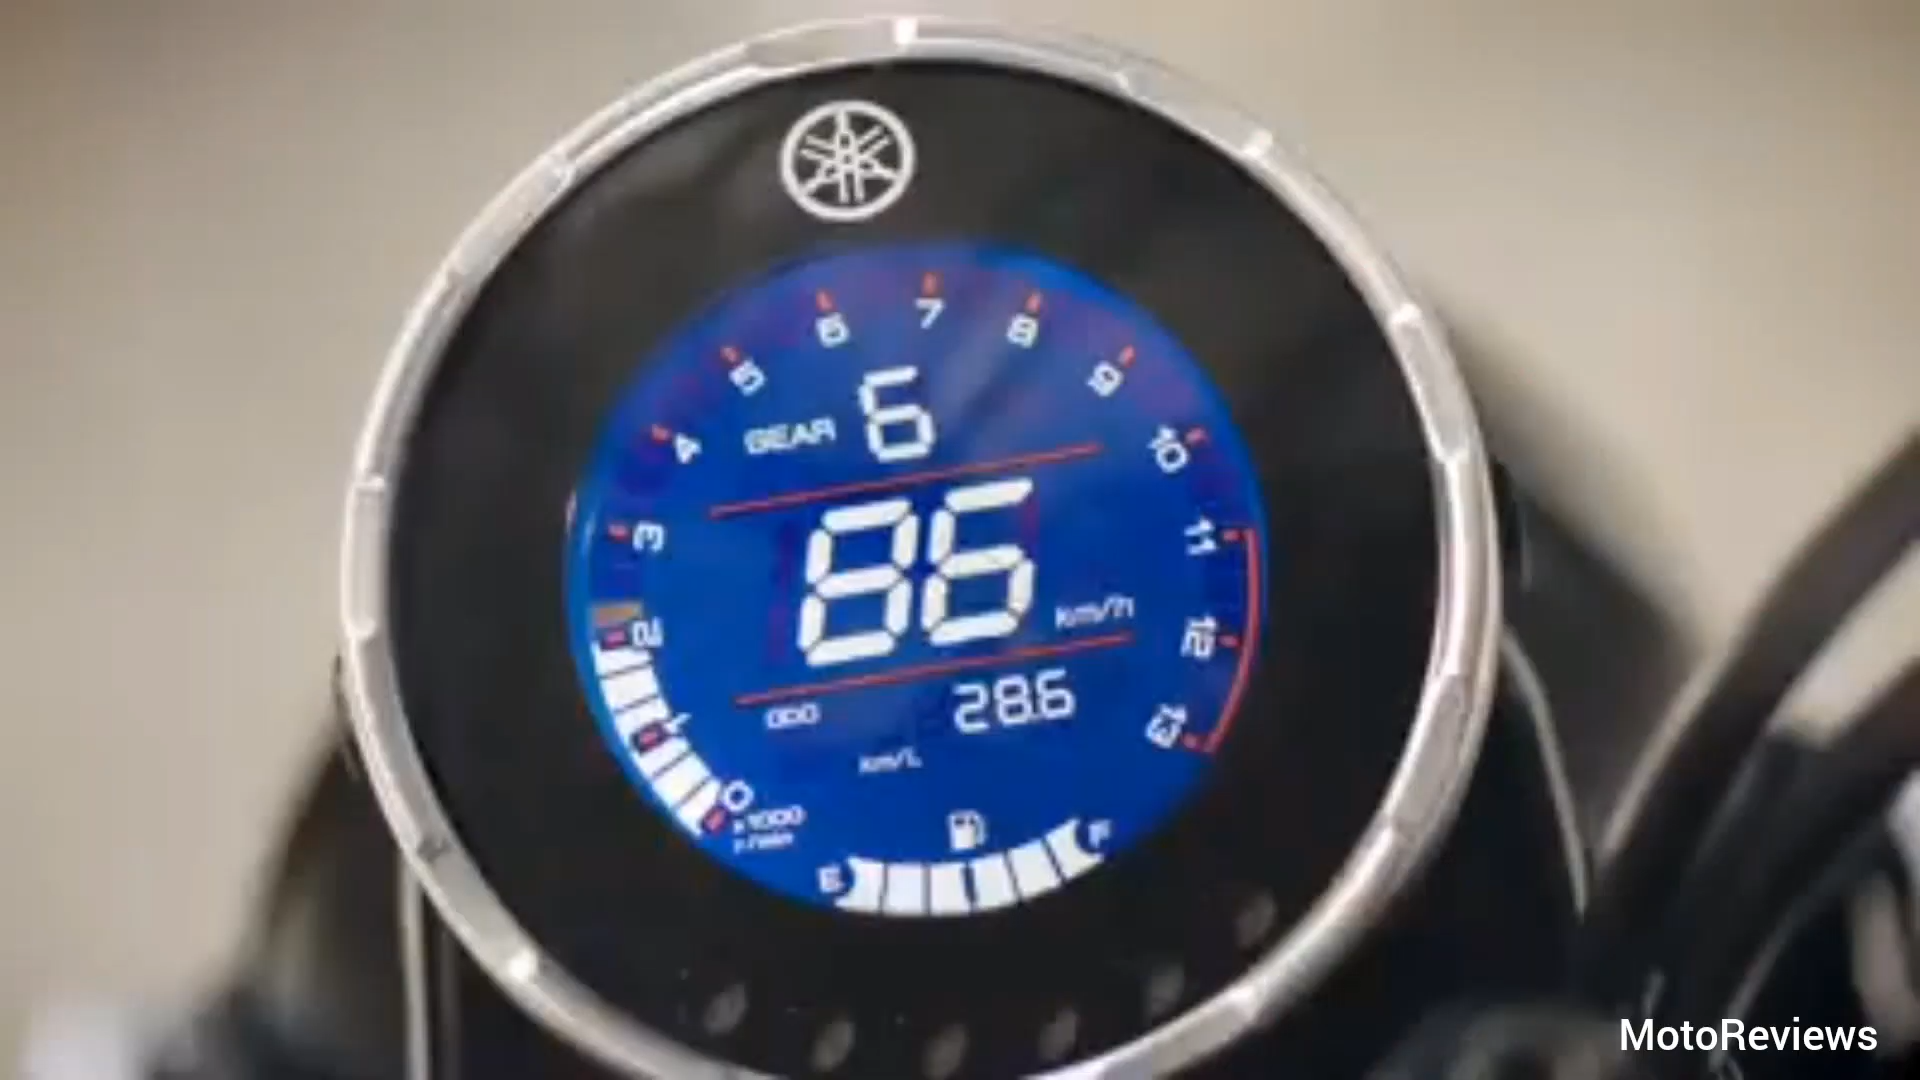 6 7 8
5 9
GEAR 6
4 10
3 11
86 km/h
2 12
ODO 28.6
1 13
km/L
0
x1000
r/min
E F
MotoReviews